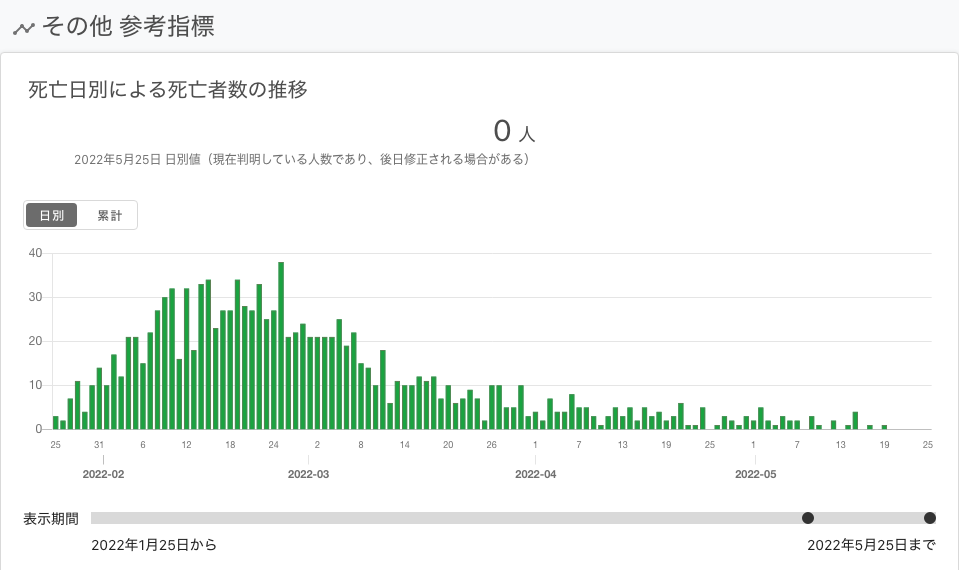 その他 参考指標
死亡日別による死亡者数の推移
0 人
2022年5月25日 日別値（現在判明している人数であり、後日修正される場合がある）
日別 累計
40
30
20
10
0
25 31 6 12 18 24 2 8 14 20 26 1 7 13 19 25 1 7 13 19 25
2022-02 2022-03 2022-04 2022-05
表示期間
2022年1月25日から 2022年5月25日まで